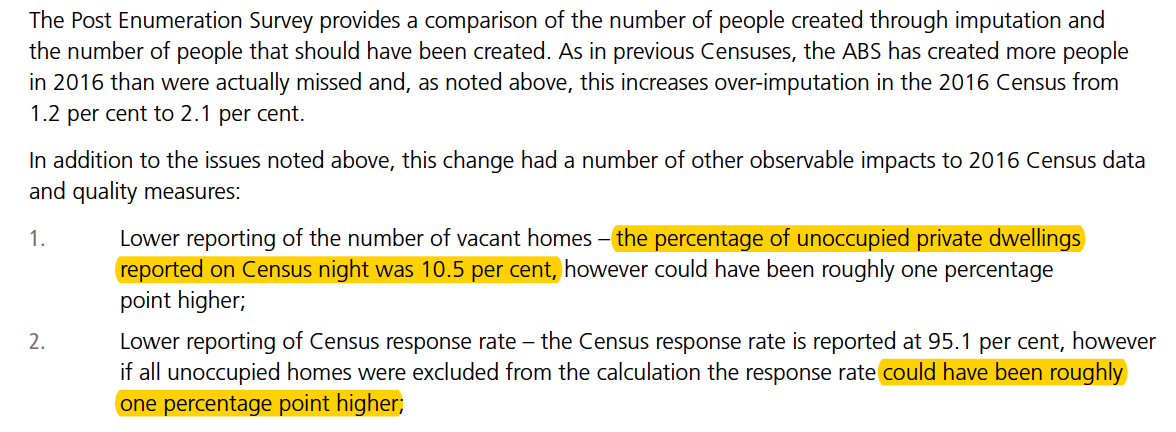 The Post Enumeration Survey provides a comparison of the number of people created through imputation and
the number of people that should have been created. As in previous Censuses, the ABS has created more people
in 2016 than were actually missed and, as noted above, this increases over-imputation in the 2016 Census from
1.2 per cent to 2.1 per cent.
In addition to the issues noted above, this change had a number of other observable impacts to 2016 Census data
and quality measures:
1. Lower reporting of the number of vacant homes – the percentage of unoccupied private dwellings
reported on Census night was 10.5 per cent, however could have been roughly one percentage
point higher;
2. Lower reporting of Census response rate – the Census response rate is reported at 95.1 per cent, however
if all unoccupied homes were excluded from the calculation the response rate could have been roughly
one percentage point higher;